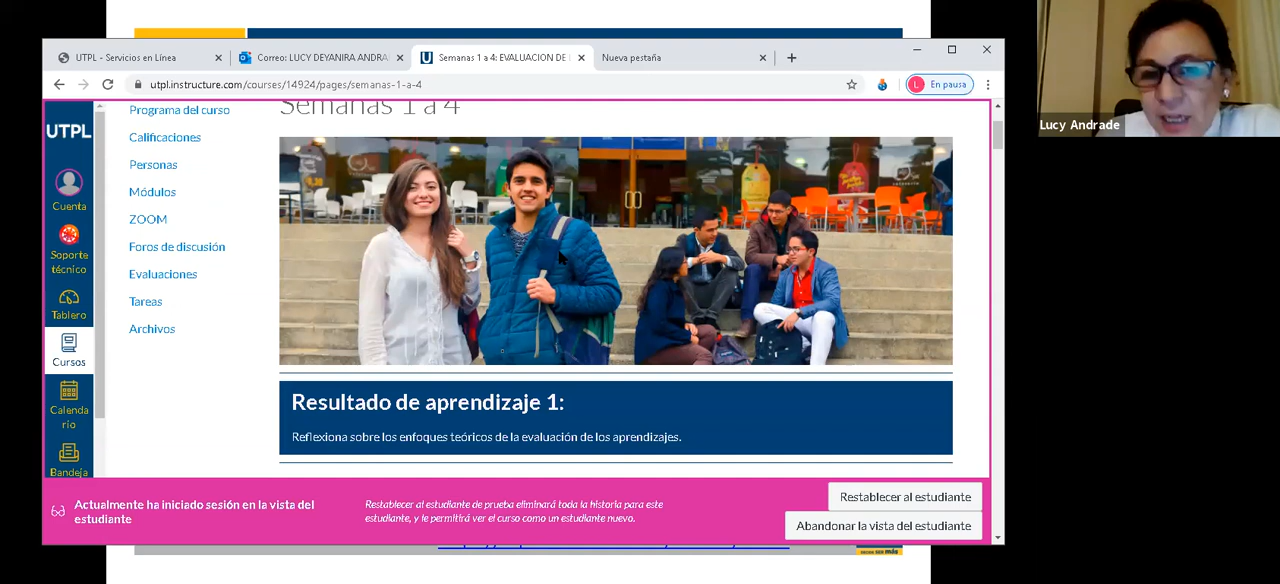 UTPL - Servicios en Línea
Correo: LUCY DEYANIRA ANDRA
Semanas 1 a 4: EVALUACION DE
Nueva pestaña
utpl.instructure.com/courses/14924/pages/semanas-1-a-4
En pausa
L
Lucy Andrade
UTPL
Cuenta
Soporte
técnico
Tablero
Cursos
Calenda
rio
Bandeja
Programa del curso
Calificaciones
Personas
Módulos
ZOOM
Foros de discusión
Evaluaciones
Tareas
Archivos
Semanas 1 a 4
Resultado de aprendizaje 1:
Reflexiona sobre los enfoques teóricos de la evaluación de los aprendizajes.
Actualmente ha iniciado sesión en la vista del
estudiante
Restablecer al estudiante de prueba eliminará toda la historia para este
estudiante, y le permitirá ver el curso como un estudiante nuevo.
Restablecer al estudiante
Abandonar la vista del estudiante